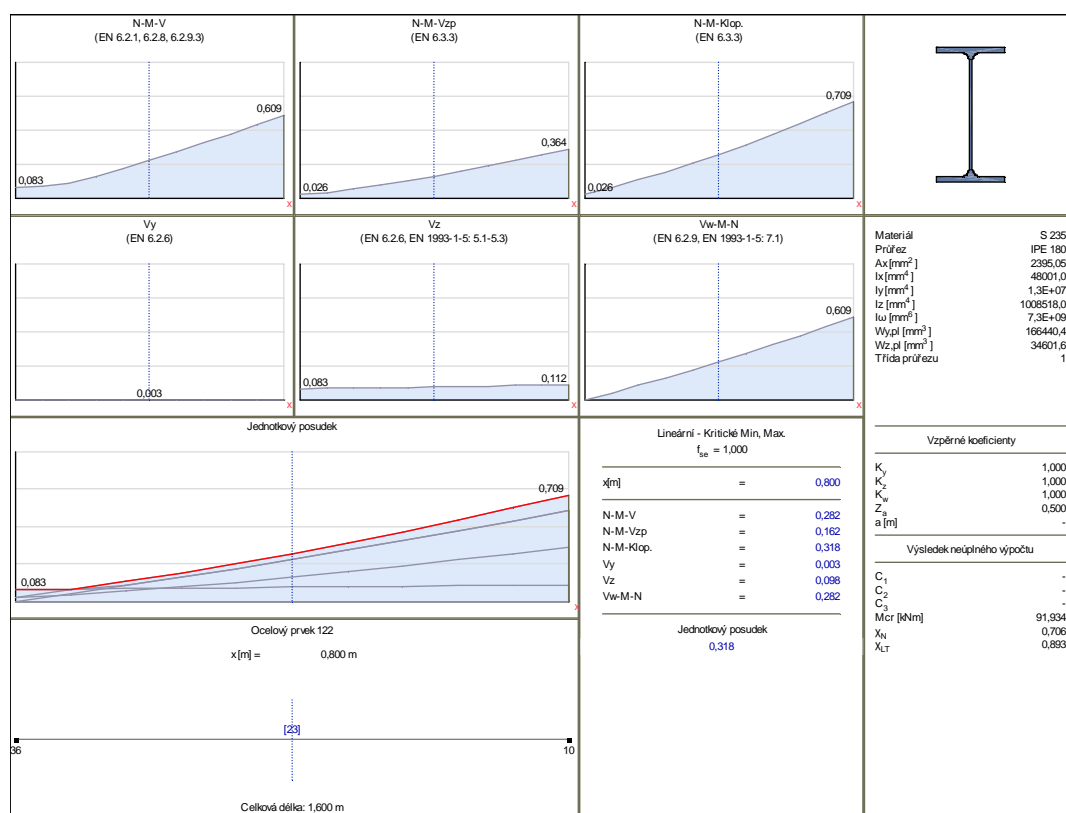 N-M-V
(EN 6.2.1, 6.2.8, 6.2.9.3)
0,083
0,609
x
N-M-Vzp
(EN 6.3.3)
0,026
0,364
x
N-M-Klop.
(EN 6.3.3)
0,026
0,709
x
Vy
(EN 6.2.6)
0,003
x
Vz
(EN 6.2.6, EN 1993-1-5: 5.1-5.3)
0,083
0,112
x
Vw-M-N
(EN 6.2.9, EN 1993-1-5: 7.1)
0,609
x
Materiál S 235
Průřez IPE 180
Ax[mm²] 2395,05
Ix[mm⁴] 48001,0
Iy[mm⁴] 1,3E+07
Iz [mm⁴] 1008518,0
Iω [mm⁶] 7,3E+09
Wy,pl [mm³] 166440,4
Wz,pl [mm³] 34601,6
Třída průřezu 1
Jednotkový posudek
0,083
0,709
x
Lineární - Kritické Min, Max.
fse = 1,000
x[m] = 0,800
N-M-V = 0,282
N-M-Vzp = 0,162
N-M-Klop. = 0,318
Vy = 0,003
Vz = 0,098
Vw-M-N = 0,282
Jednotkový posudek
0,318
Vzpěrné koeficienty
Ky 1,000
Kz 1,000
Kw 1,000
Za 0,500
a [m] -
Výsledek neúplného výpočtu
C1 -
C2 -
C3 -
Mcr [kNm] 91,934
χN 0,706
χLT 0,893
Ocelový prvek 122
x[m] = 0,800 m
[23]
36
10
Celková délka: 1,600 m